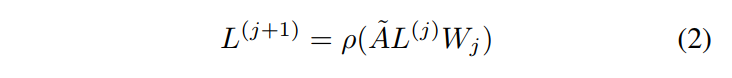 L^{(j+1)} = ρ(ÃL^{(j)}W_j) (2)